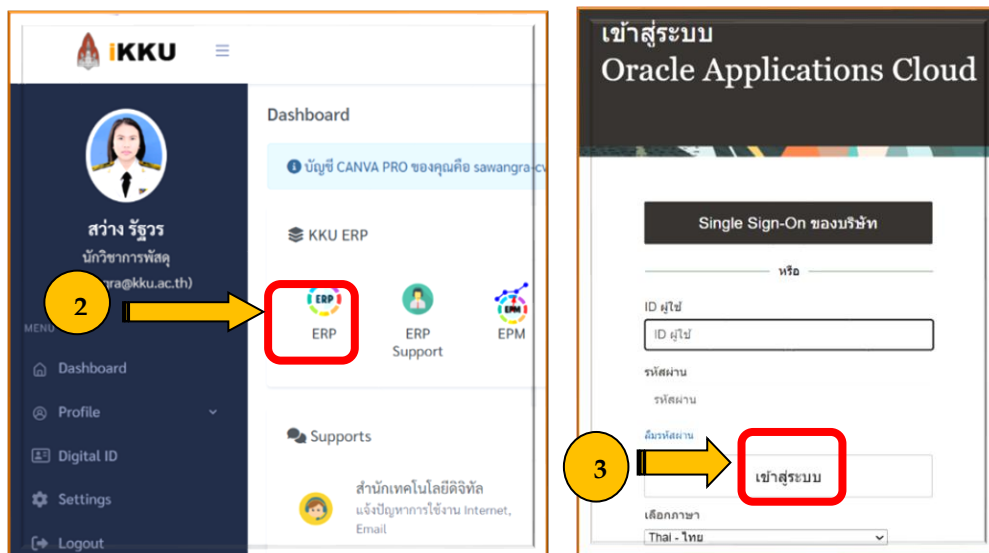 iKKU
สว่าง รัฐวร
นักวิชาการพัสดุ
gra@kku.ac.th)
2
MENU
Dashboard
Profile
Digital ID
Settings
Logout
Dashboard
บัญชี CANVA PRO ของคุณคือ sawangra-cv
KKU ERP
ERP
ERP
ERP
Support
EPM
EPM
Supports
สำนักเทคโนโลยีดิจิทัล
แจ้งปัญหาการใช้งาน Internet,
Email
เข้าสู่ระบบ
Oracle Applications Cloud
Single Sign-On ของบริษัท
หรือ
ID ผู้ใช้
ID ผู้ใช้
รหัสผ่าน
รหัสผ่าน
ลืมรหัสผ่าน
3
เข้าสู่ระบบ
เลือกภาษา
Thai - ไทย